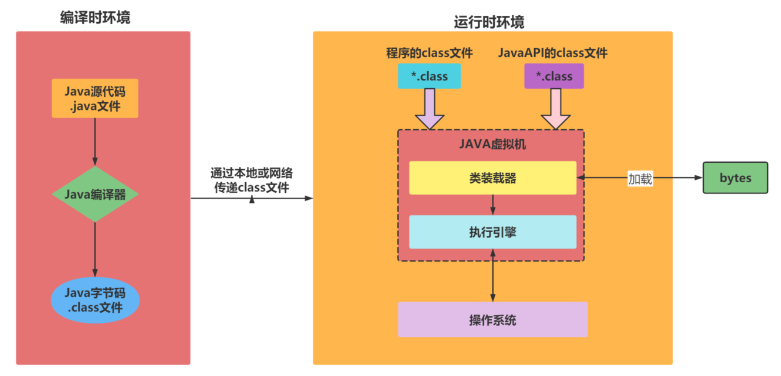 编译时环境
Java源代码
.java文件
Java编译器
Java字节码
.class文件
通过本地或网络
传递class文件
运行时环境
程序的class文件
JavaAPI的class文件
*.class
*.class
JAVA虚拟机
类装载器
加载
bytes
执行引擎
操作系统